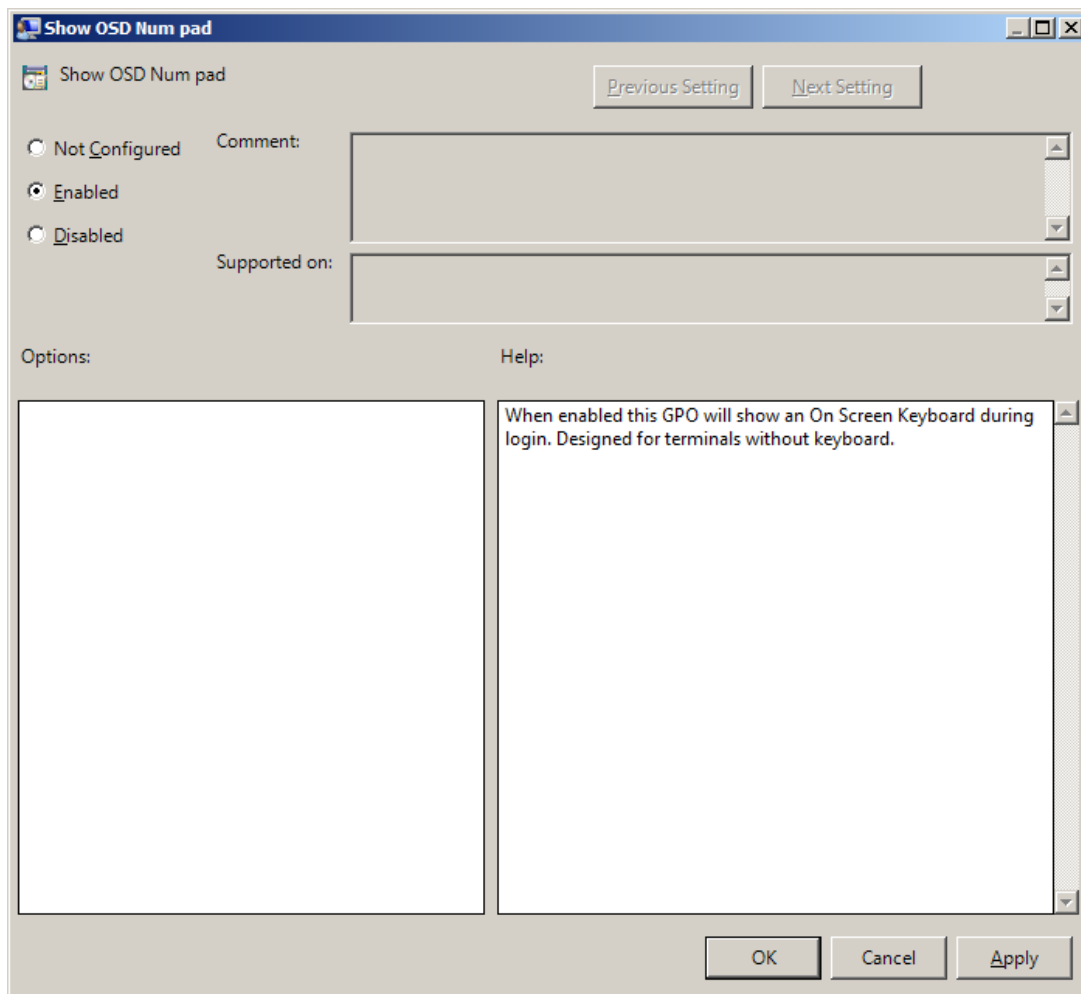 Show OSD Num pad
Show OSD Num pad
Previous Setting
Next Setting
Not Configured
Comment:
Enabled
Disabled
Supported on:
Options:
Help:
When enabled this GPO will show an On Screen Keyboard during
login. Designed for terminals without keyboard.
OK
Cancel
Apply